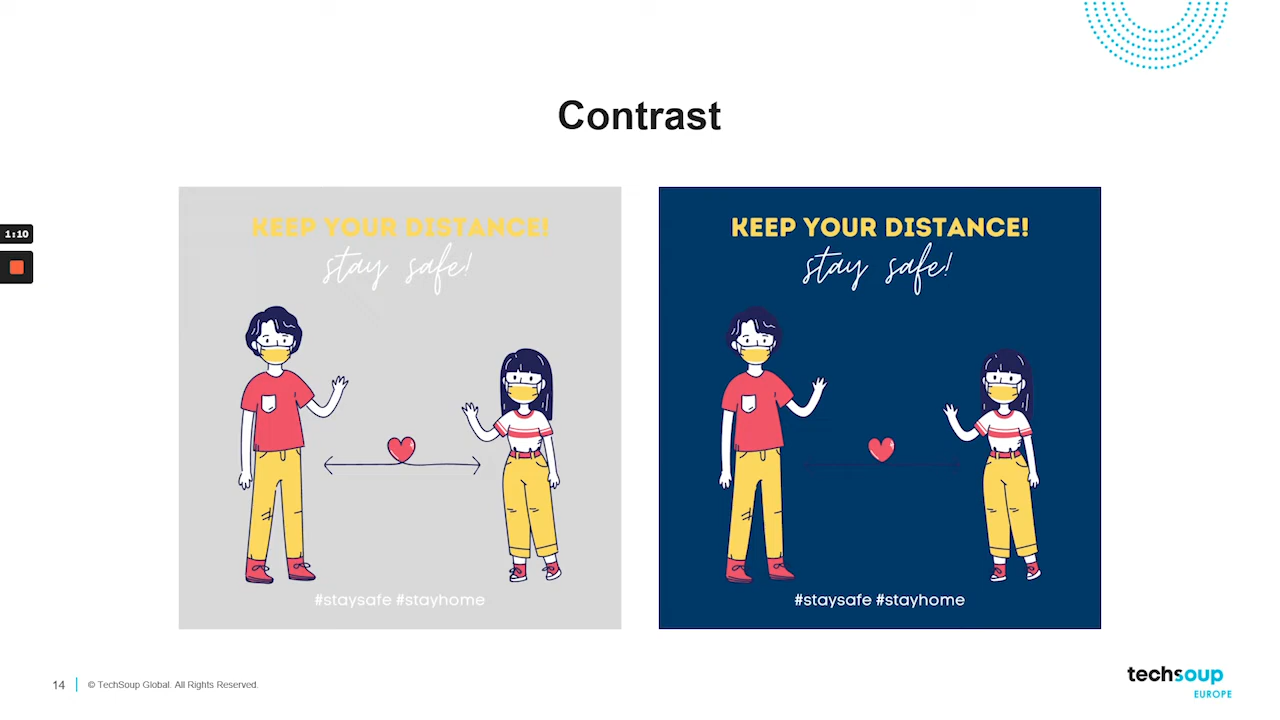 Contrast
1:10
KEEP YOUR DISTANCE!
stay safe!
#staysafe #stayhome
KEEP YOUR DISTANCE!
stay safe!
#staysafe #stayhome
14
© TechSoup Global. All Rights Reserved.
techsoup
EUROPE